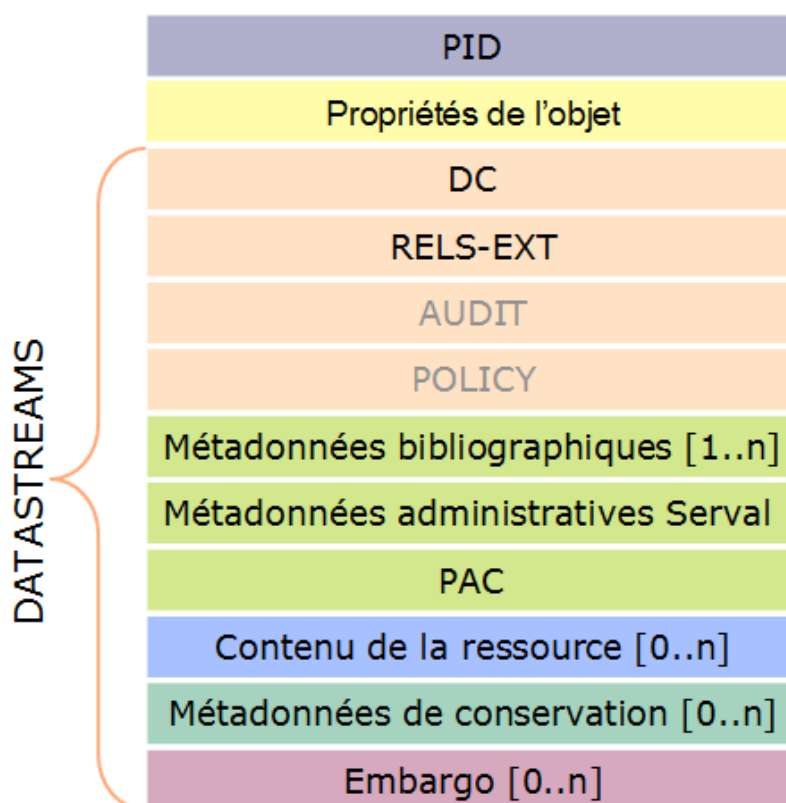 PID
Propriétés de l'objet
DATASTREAMS
DC
RELS-EXT
AUDIT
POLICY
Métadonnées bibliographiques [1..n]
Métadonnées administratives Serval
PAC
Contenu de la ressource [0..n]
Métadonnées de conservation [0..n]
Embargo [0..n]